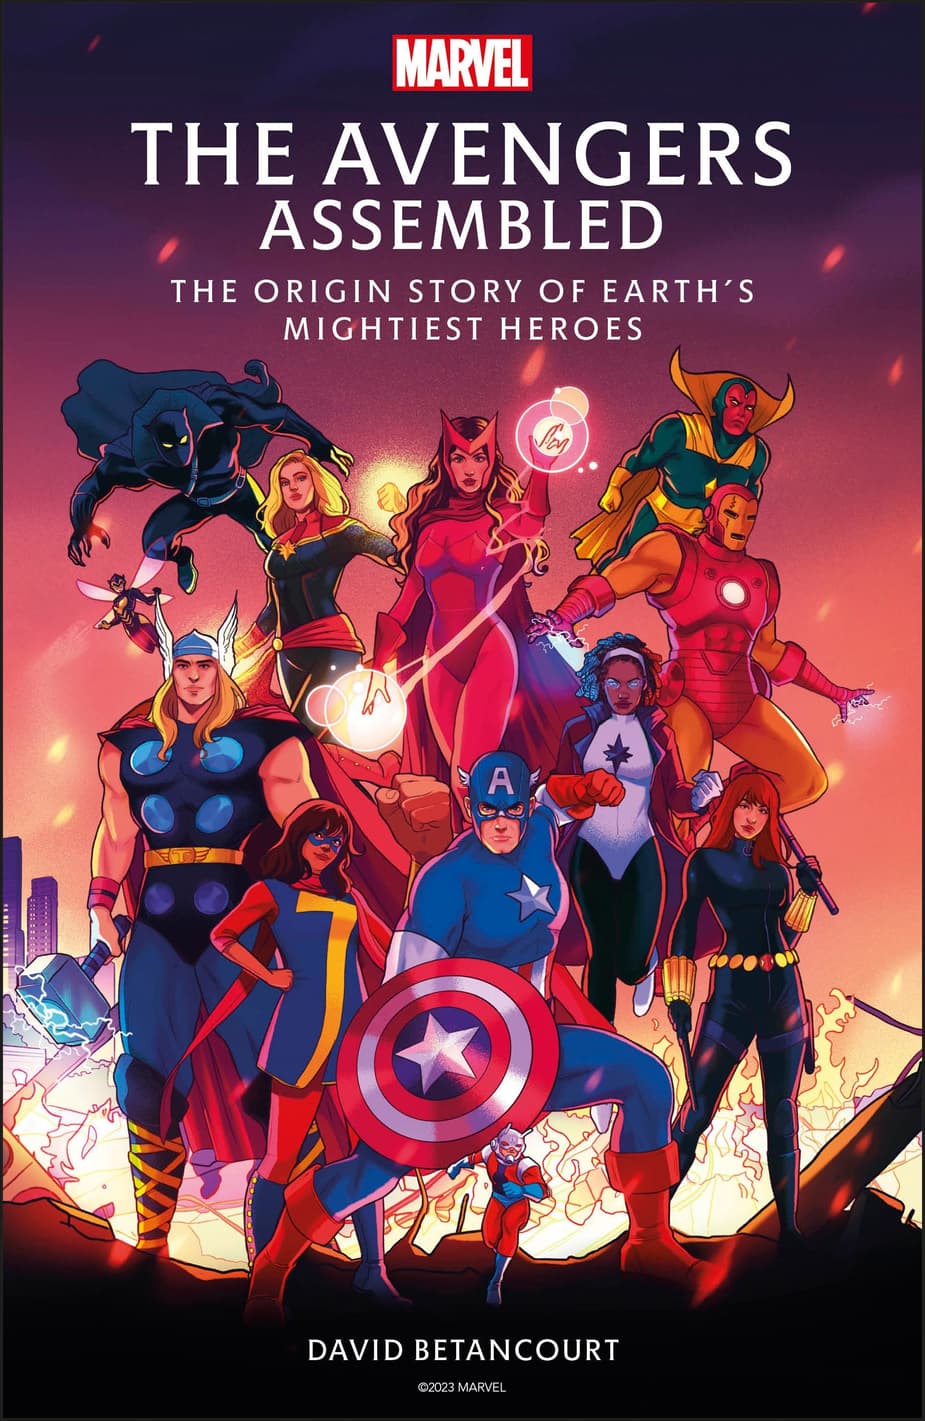 MARVEL
THE AVENGERS
ASSEMBLED
THE ORIGIN STORY OF EARTH´S
MIGHTIEST HEROES
A
DAVID BETANCOURT
©2023 MARVEL